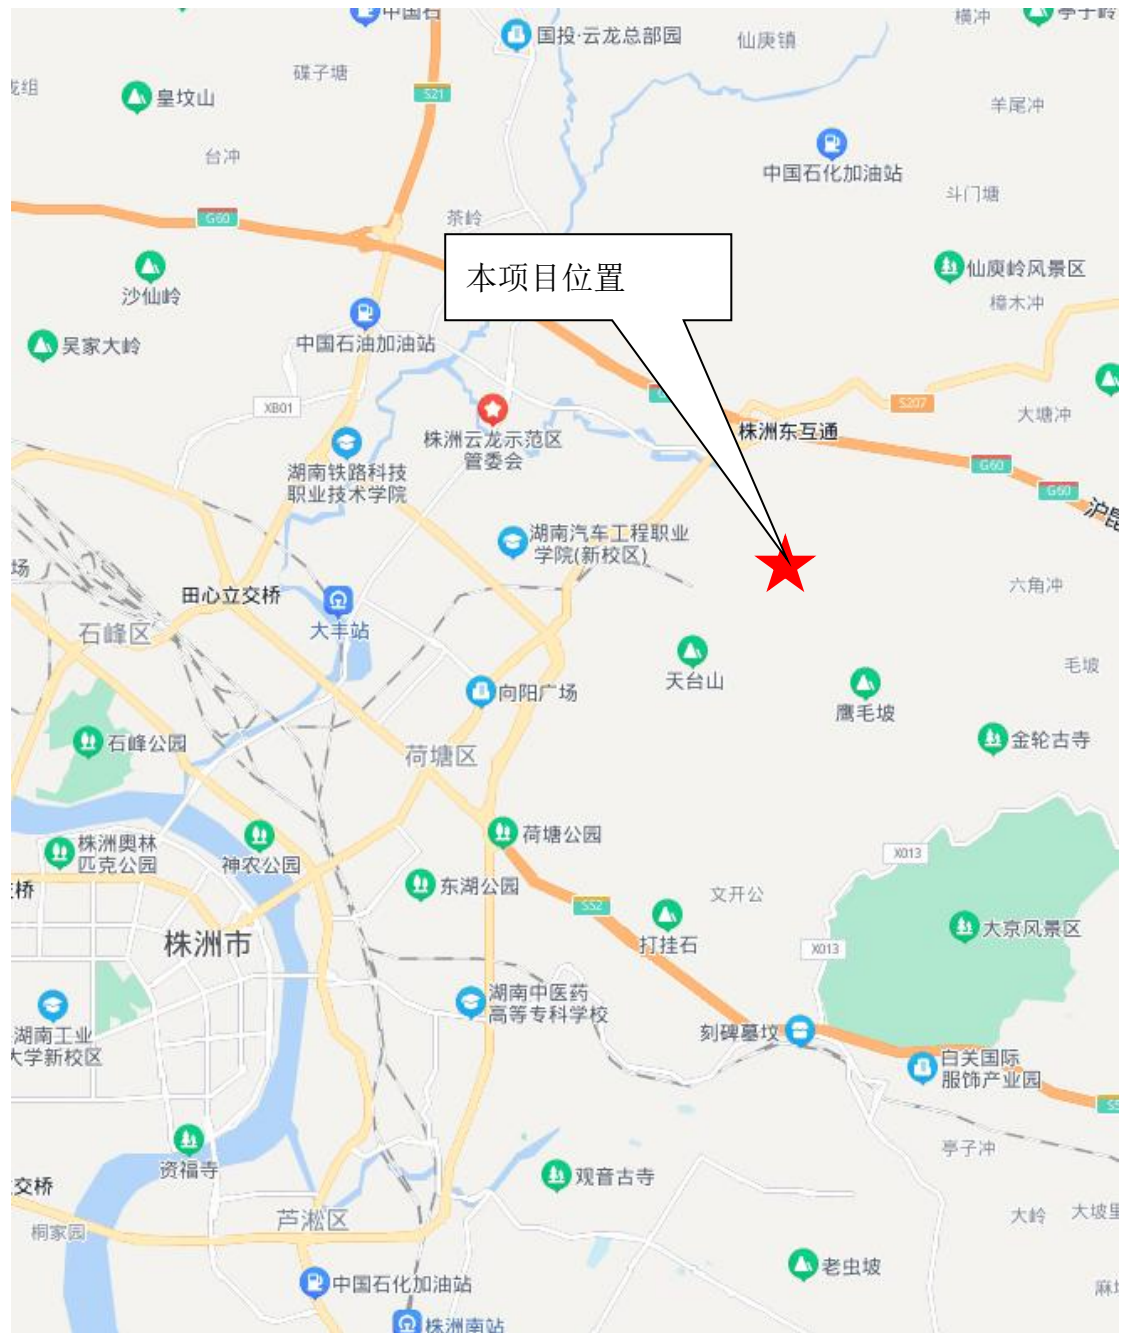 中国石
国投·云龙总部园
仙庚镇
横冲
亭子岭
碟子塘
龙组
皇坟山
S21
羊尾冲
台冲
中国石化加油站
斗门塘
G60
茶岭
本项目位置
仙庾岭风景区
沙仙岭
樟木冲
中国石油加油站
吴家大岭
XB01
S207
大塘冲
株洲云龙示范区
管委会
株洲东互通
湖南铁路科技
职业技术学院
G60
G60
沪昆
湖南汽车工程职业
学院(新校区)
场
六角冲
田心立交桥
石峰区
大丰站
天台山
毛坡
向阳广场
鹰毛坡
石峰公园
金轮古寺
荷塘区
株洲奥林
匹克公园
神农公园
荷塘公园
X013
桥
东湖公园
S52
文开公
株洲市
打挂石
X013
大京风景区
湖南工业
大学新校区
湖南中医药
高等专科学校
刻碑墓坟
白关国际
服饰产业园
资福寺
亭子冲
交桥
观音古寺
桐家园
芦淞区
大岭
大坡里
老虫坡
中国石化加油站
株洲南站